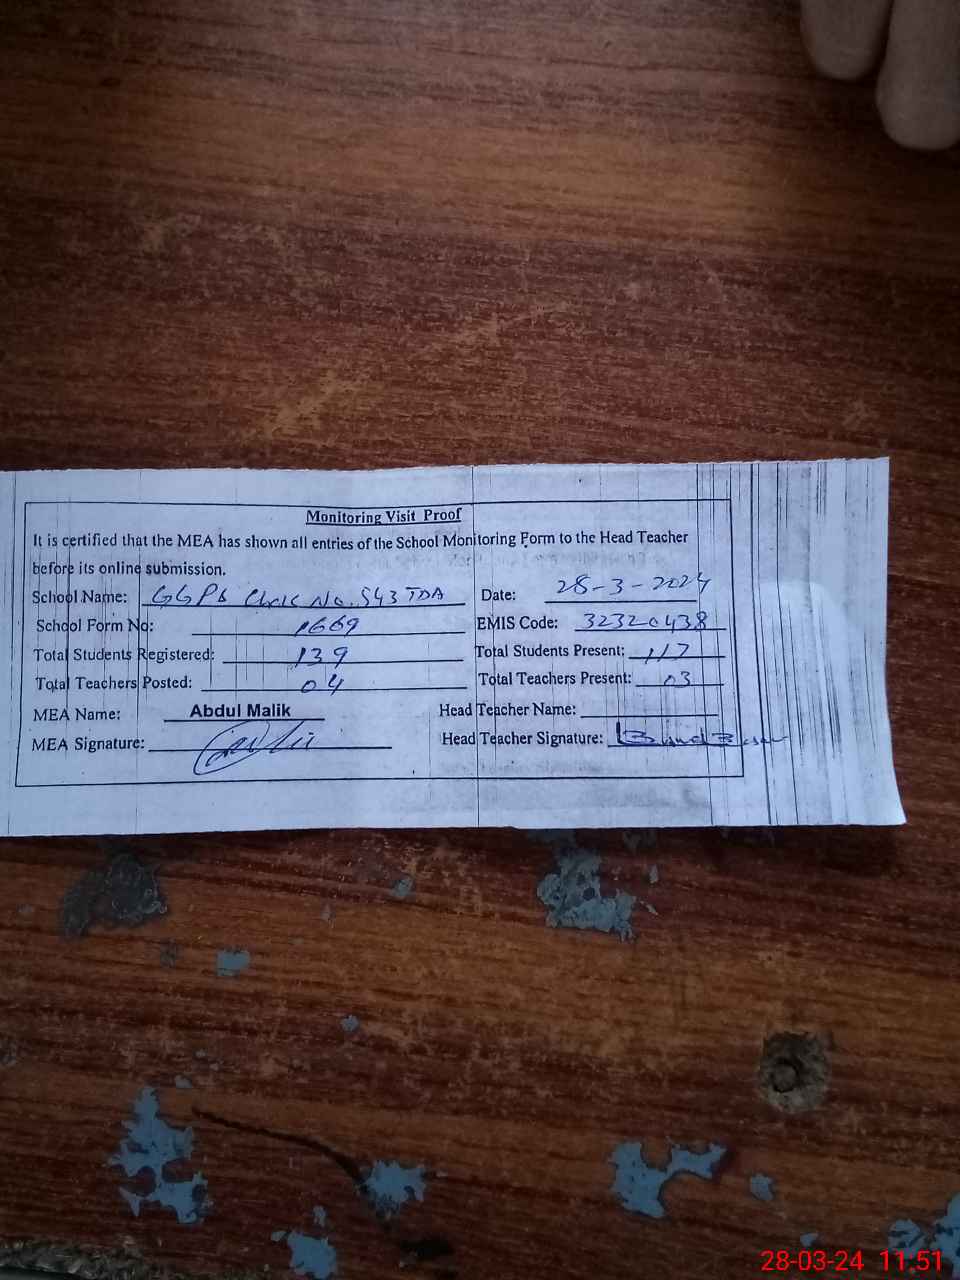 Monitoring Visit Proof
It is certified that the MEA has shown all entries of the School Monitoring Form to the Head Teacher
before its online submission.
School Name: GGPS Chak No. 543 TDA Date: 28-3-2024
School Form No: 1669 EMIS Code: 32320438
Total Students Registered: 139 Total Students Present: 117
Total Teachers Posted: 04 Total Teachers Present: 03
MEA Name: Abdul Malik Head Teacher Name:
MEA Signature: Head Teacher Signature:
28-03-24 11.51